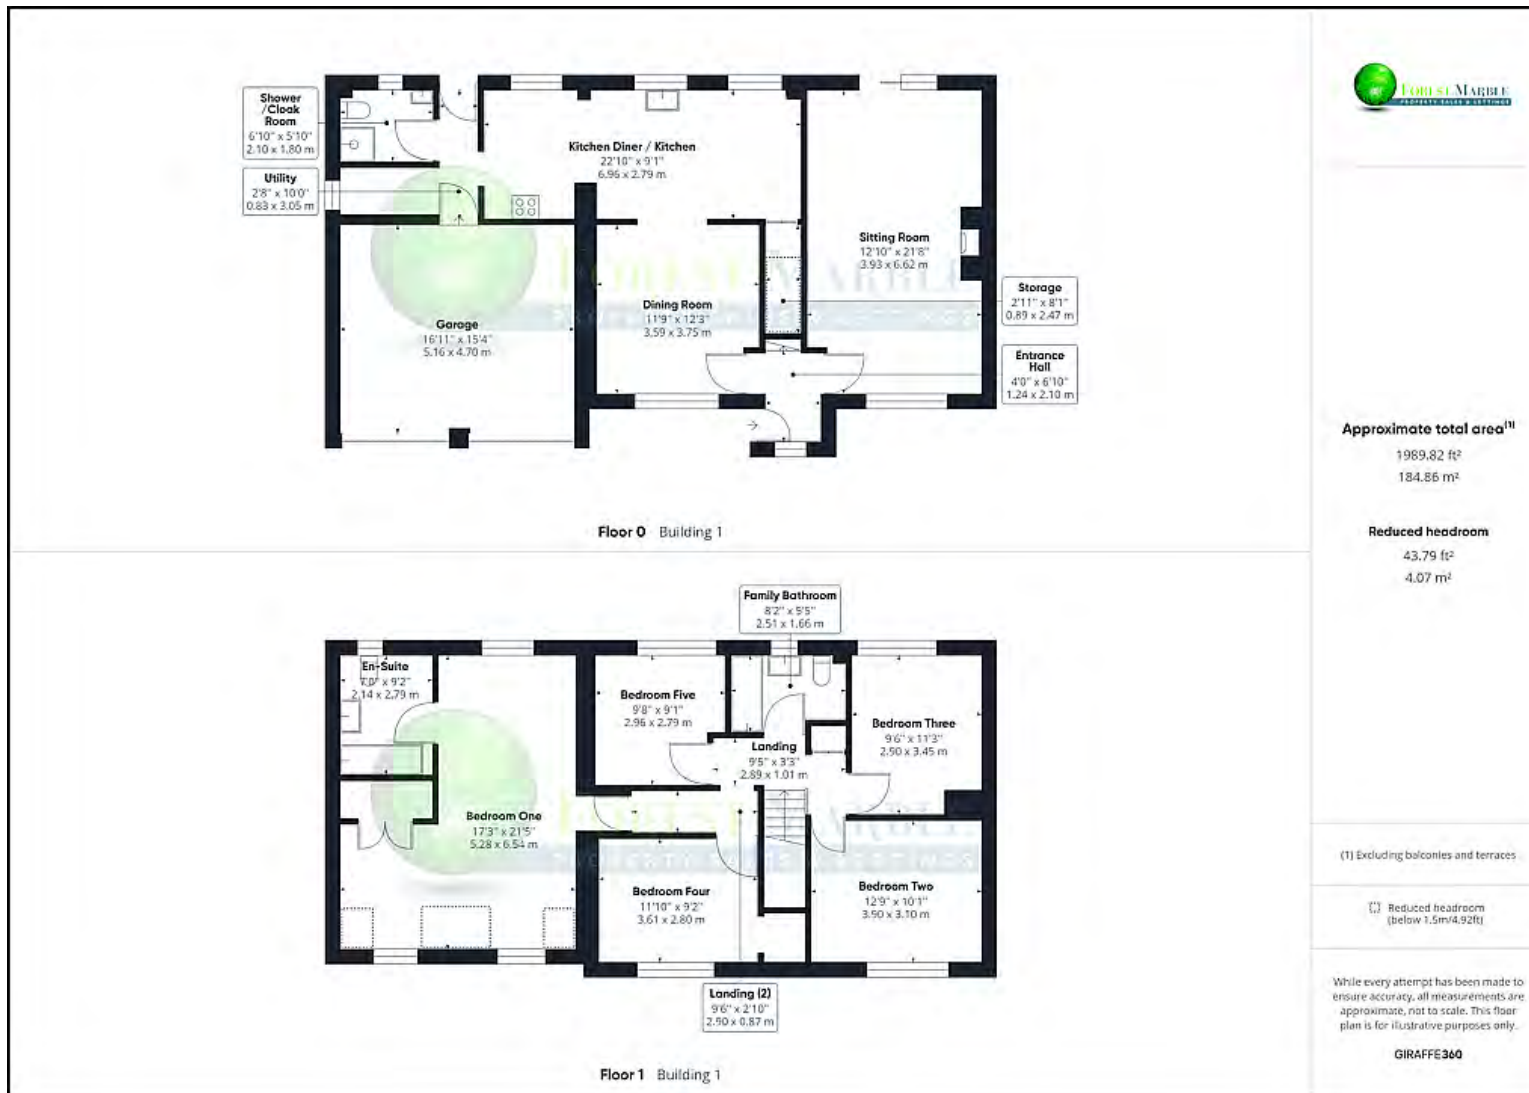 Shower
/Cloak
Room
6'10" x 5'10"
2.10 x 1.80 m
Utility
2'8" x 10'0"
0.83 x 3.05 m
Kitchen Diner / Kitchen
22'10" x 9'1"
6.96 x 2.79 m
Sitting Room
12'10" x 21'8"
3.93 x 6.62 m
Storage
2'11" x 8'1"
0.89 x 2.47 m
Dining Room
11'9" x 12'3"
3.59 x 3.75 m
Garage
16'11" x 15'4"
5.16 x 4.70 m
Entrance
Hall
4'0" x 6'10"
1.24 x 2.10 m
Floor 0 Building 1
Family Bathroom
8'2" x 5'5"
2.51 x 1.66 m
En-Suite
7'0" x 9'2"
2.14 x 2.79 m
Bedroom Five
9'8" x 9'1"
2.96 x 2.79 m
Bedroom Three
9'6" x 11'3"
2.90 x 3.45 m
Landing
9'5" x 3'3"
2.89 x 1.01 m
Bedroom One
17'3" x 21'5"
5.28 x 6.54 m
Bedroom Four
11'10" x 9'2"
3.61 x 2.80 m
Bedroom Two
12'9" x 10'1"
3.90 x 3.10 m
Landing (2)
9'6" x 2'10"
2.90 x 0.87 m
Floor 1 Building 1
FOREST MARBLE
PROPERTY SALES & LETTINGS
Approximate total area(1)
1989.82 ft²
184.86 m²
Reduced headroom
43.79 ft²
4.07 m²
(1) Excluding balconies and terraces
Reduced headroom
(below 1.5m/4.92ft)
While every attempt has been made to
ensure accuracy, all measurements are
approximate, not to scale. This floor
plan is for illustrative purposes only.
GIRAFFE360